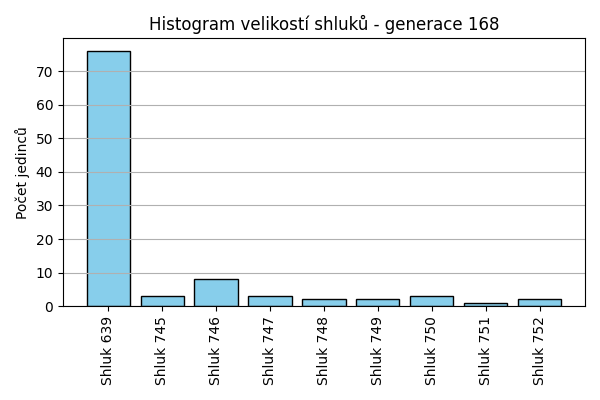 Histogram velikostí shluků - generace 168
Počet jedinců
70
60
50
40
30
20
10
0
Shluk 639
Shluk 745
Shluk 746
Shluk 747
Shluk 748
Shluk 749
Shluk 750
Shluk 751
Shluk 752